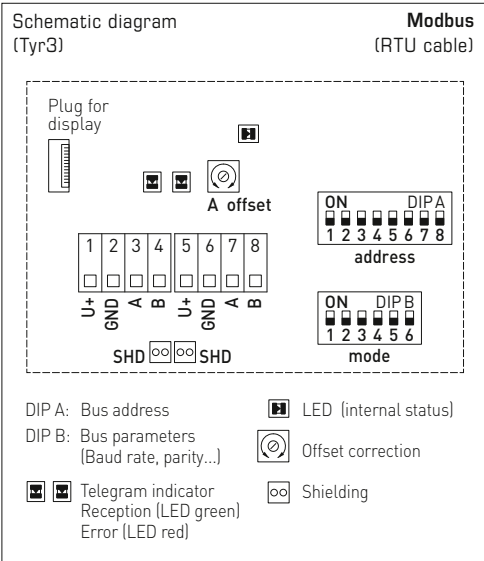 Schematic diagram
(Tyr3)
Modbus
(RTU cable)
Plug for
display
A offset
1 2 3 4 5 6 7 8
U+ GND A B U+ GND A B
SHD SHD
ON DIP A
1 2 3 4 5 6 7 8
address
ON DIP B
1 2 3 4 5 6
mode
DIP A: Bus address
DIP B: Bus parameters
(Baud rate, parity...)
Telegram indicator
Reception (LED green)
Error (LED red)
LED (internal status)
Offset correction
Shielding